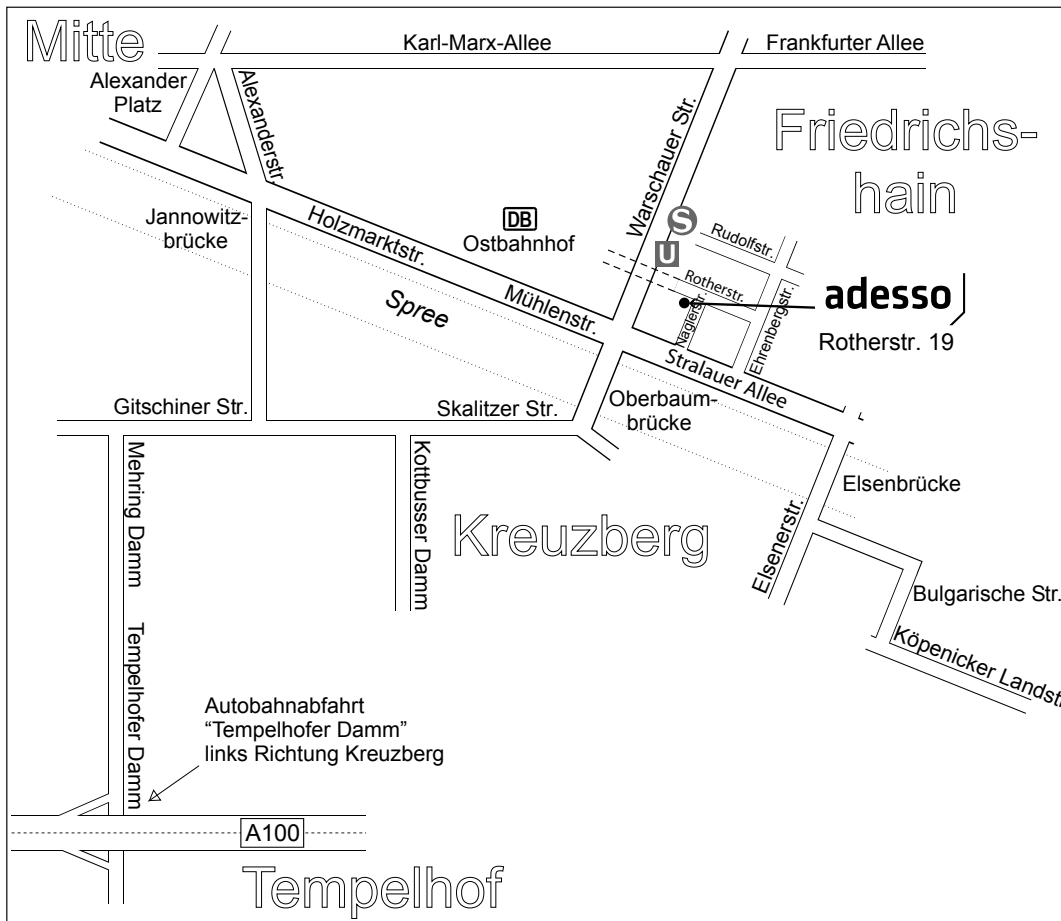 Mitte
Karl-Marx-Allee
Frankfurter Allee
Alexander
Platz
Alexanderstr.
Warschauer Str.
Friedrichs-
hain
Jannowitz-
brücke
Holzmarktstr.
DB
Ostbahnhof
S
U
Rudolfstr.
Rotherstr.
Naglerstr.
Ehrenbergstr.
adesso
Rotherstr. 19
Spree
Mühlenstr.
Stralauer Allee
Gitschiner Str.
Skalitzer Str.
Oberbaum-
brücke
Mehring Damm
Kottbusser Damm
Kreuzberg
Elsenbrücke
Elsenerstr.
Bulgarische Str.
Köpenicker Landstr
Tempelhofer Damm
Autobahnabfahrt
“Tempelhofer Damm”
links Richtung Kreuzberg
A100
Tempelhof